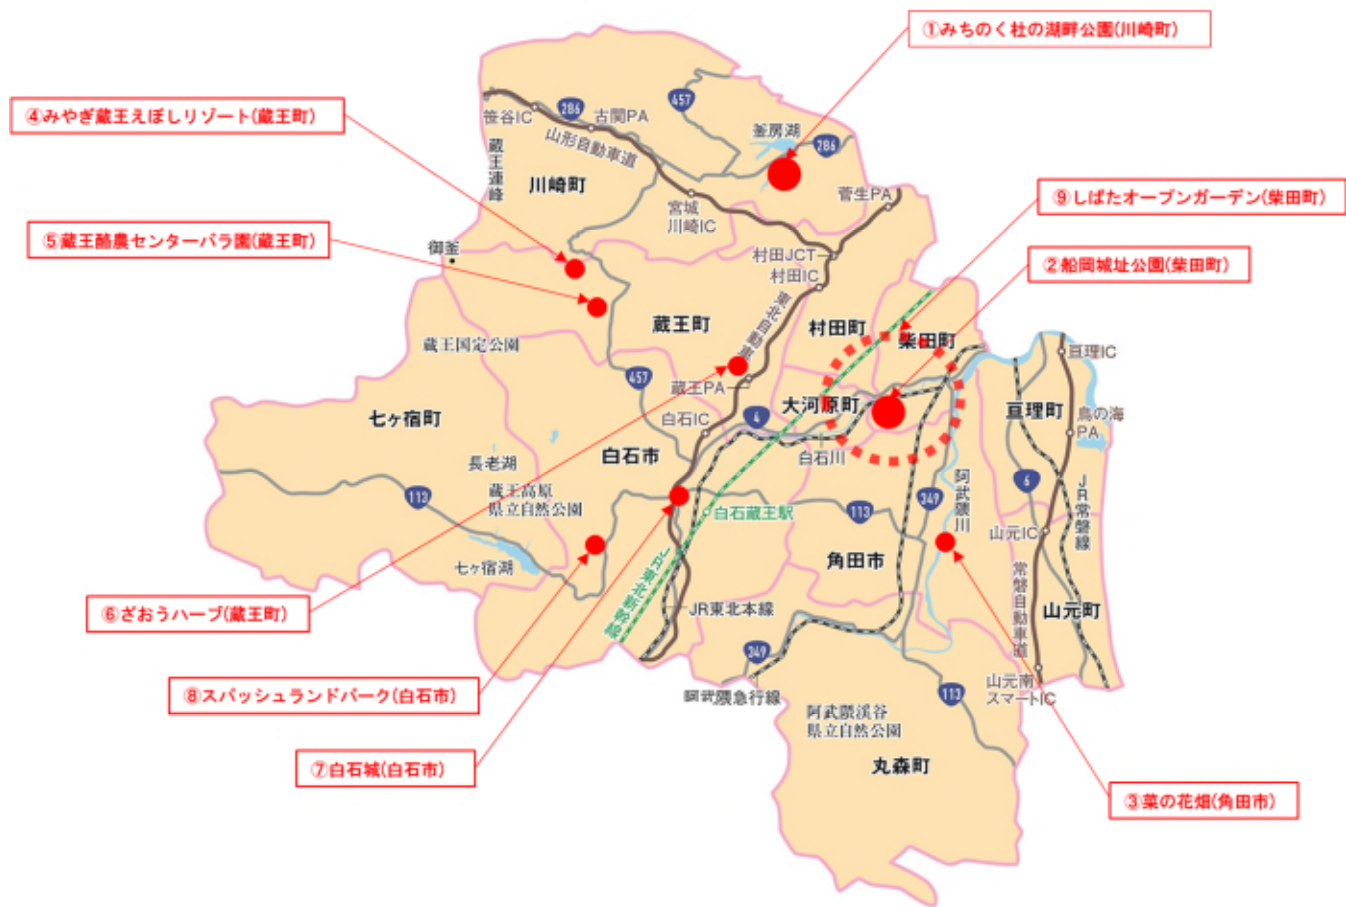 ①みちのく杜の湖畔公園(川崎町)
④みやぎ蔵王えぼしリゾート(蔵王町)
⑨しばたオープンガーデン(柴田町)
⑤蔵王酪農センターバラ園(蔵王町)
②船岡城址公園(柴田町)
⑥ざおうハーブ(蔵王町)
⑧スパッシュランドパーク(白石市)
⑦白石城(白石市)
③菜の花畑(角田市)
457
286
笹谷IC
古関PA
山形自動車道
釜房湖
286
蔵王連峰
川崎町
宮城
川崎IC
菅生PA
御釜
村田JCT
村田IC
東北自動車
蔵王町
村田町
柴田町
蔵王国定公園
457
蔵王PA
亘理IC
七ヶ宿町
白石IC
4
大河原町
亘理町
鳥の海
PA
白石市
白石川
長老湖
蔵王高原
県立自然公園
113
白石蔵王駅
113
349
阿武隈川
6
JR常磐線
山元IC
七ヶ宿湖
角田市
JR東北新幹線
JR東北本線
常磐自動車道
山元町
349
阿武隈急行線
113
山元南
スマートIC
阿武隈渓谷
県立自然公園
丸森町